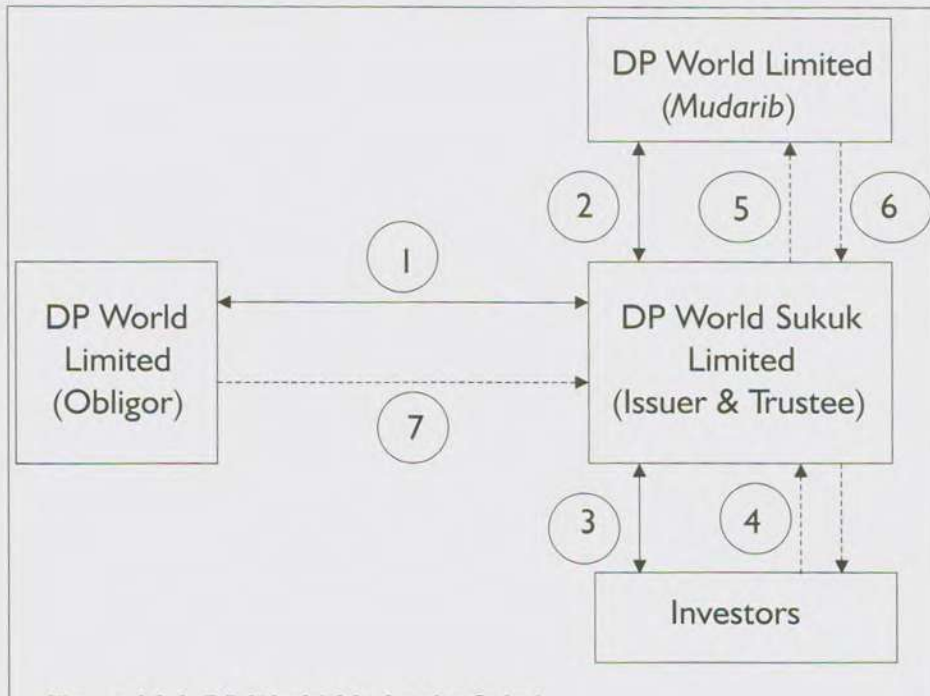 DP World Limited
(Mudarib)
2
5
6
1
DP World
Limited
(Obligor)
DP World Sukuk
Limited
(Issuer & Trustee)
7
3
4
Investors